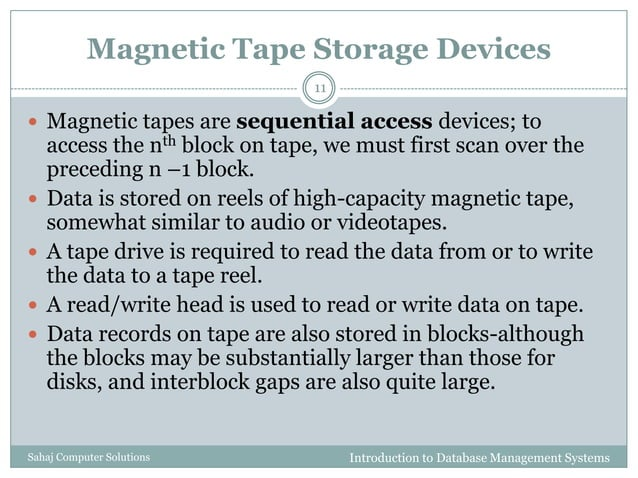 Magnetic Tape Storage Devices
11
• Magnetic tapes are sequential access devices; to
access the nth block on tape, we must first scan over the
preceding n –1 block.
• Data is stored on reels of high-capacity magnetic tape,
somewhat similar to audio or videotapes.
• A tape drive is required to read the data from or to write
the data to a tape reel.
• A read/write head is used to read or write data on tape.
• Data records on tape are also stored in blocks-although
the blocks may be substantially larger than those for
disks, and interblock gaps are also quite large.
Sahaj Computer Solutions
Introduction to Database Management Systems